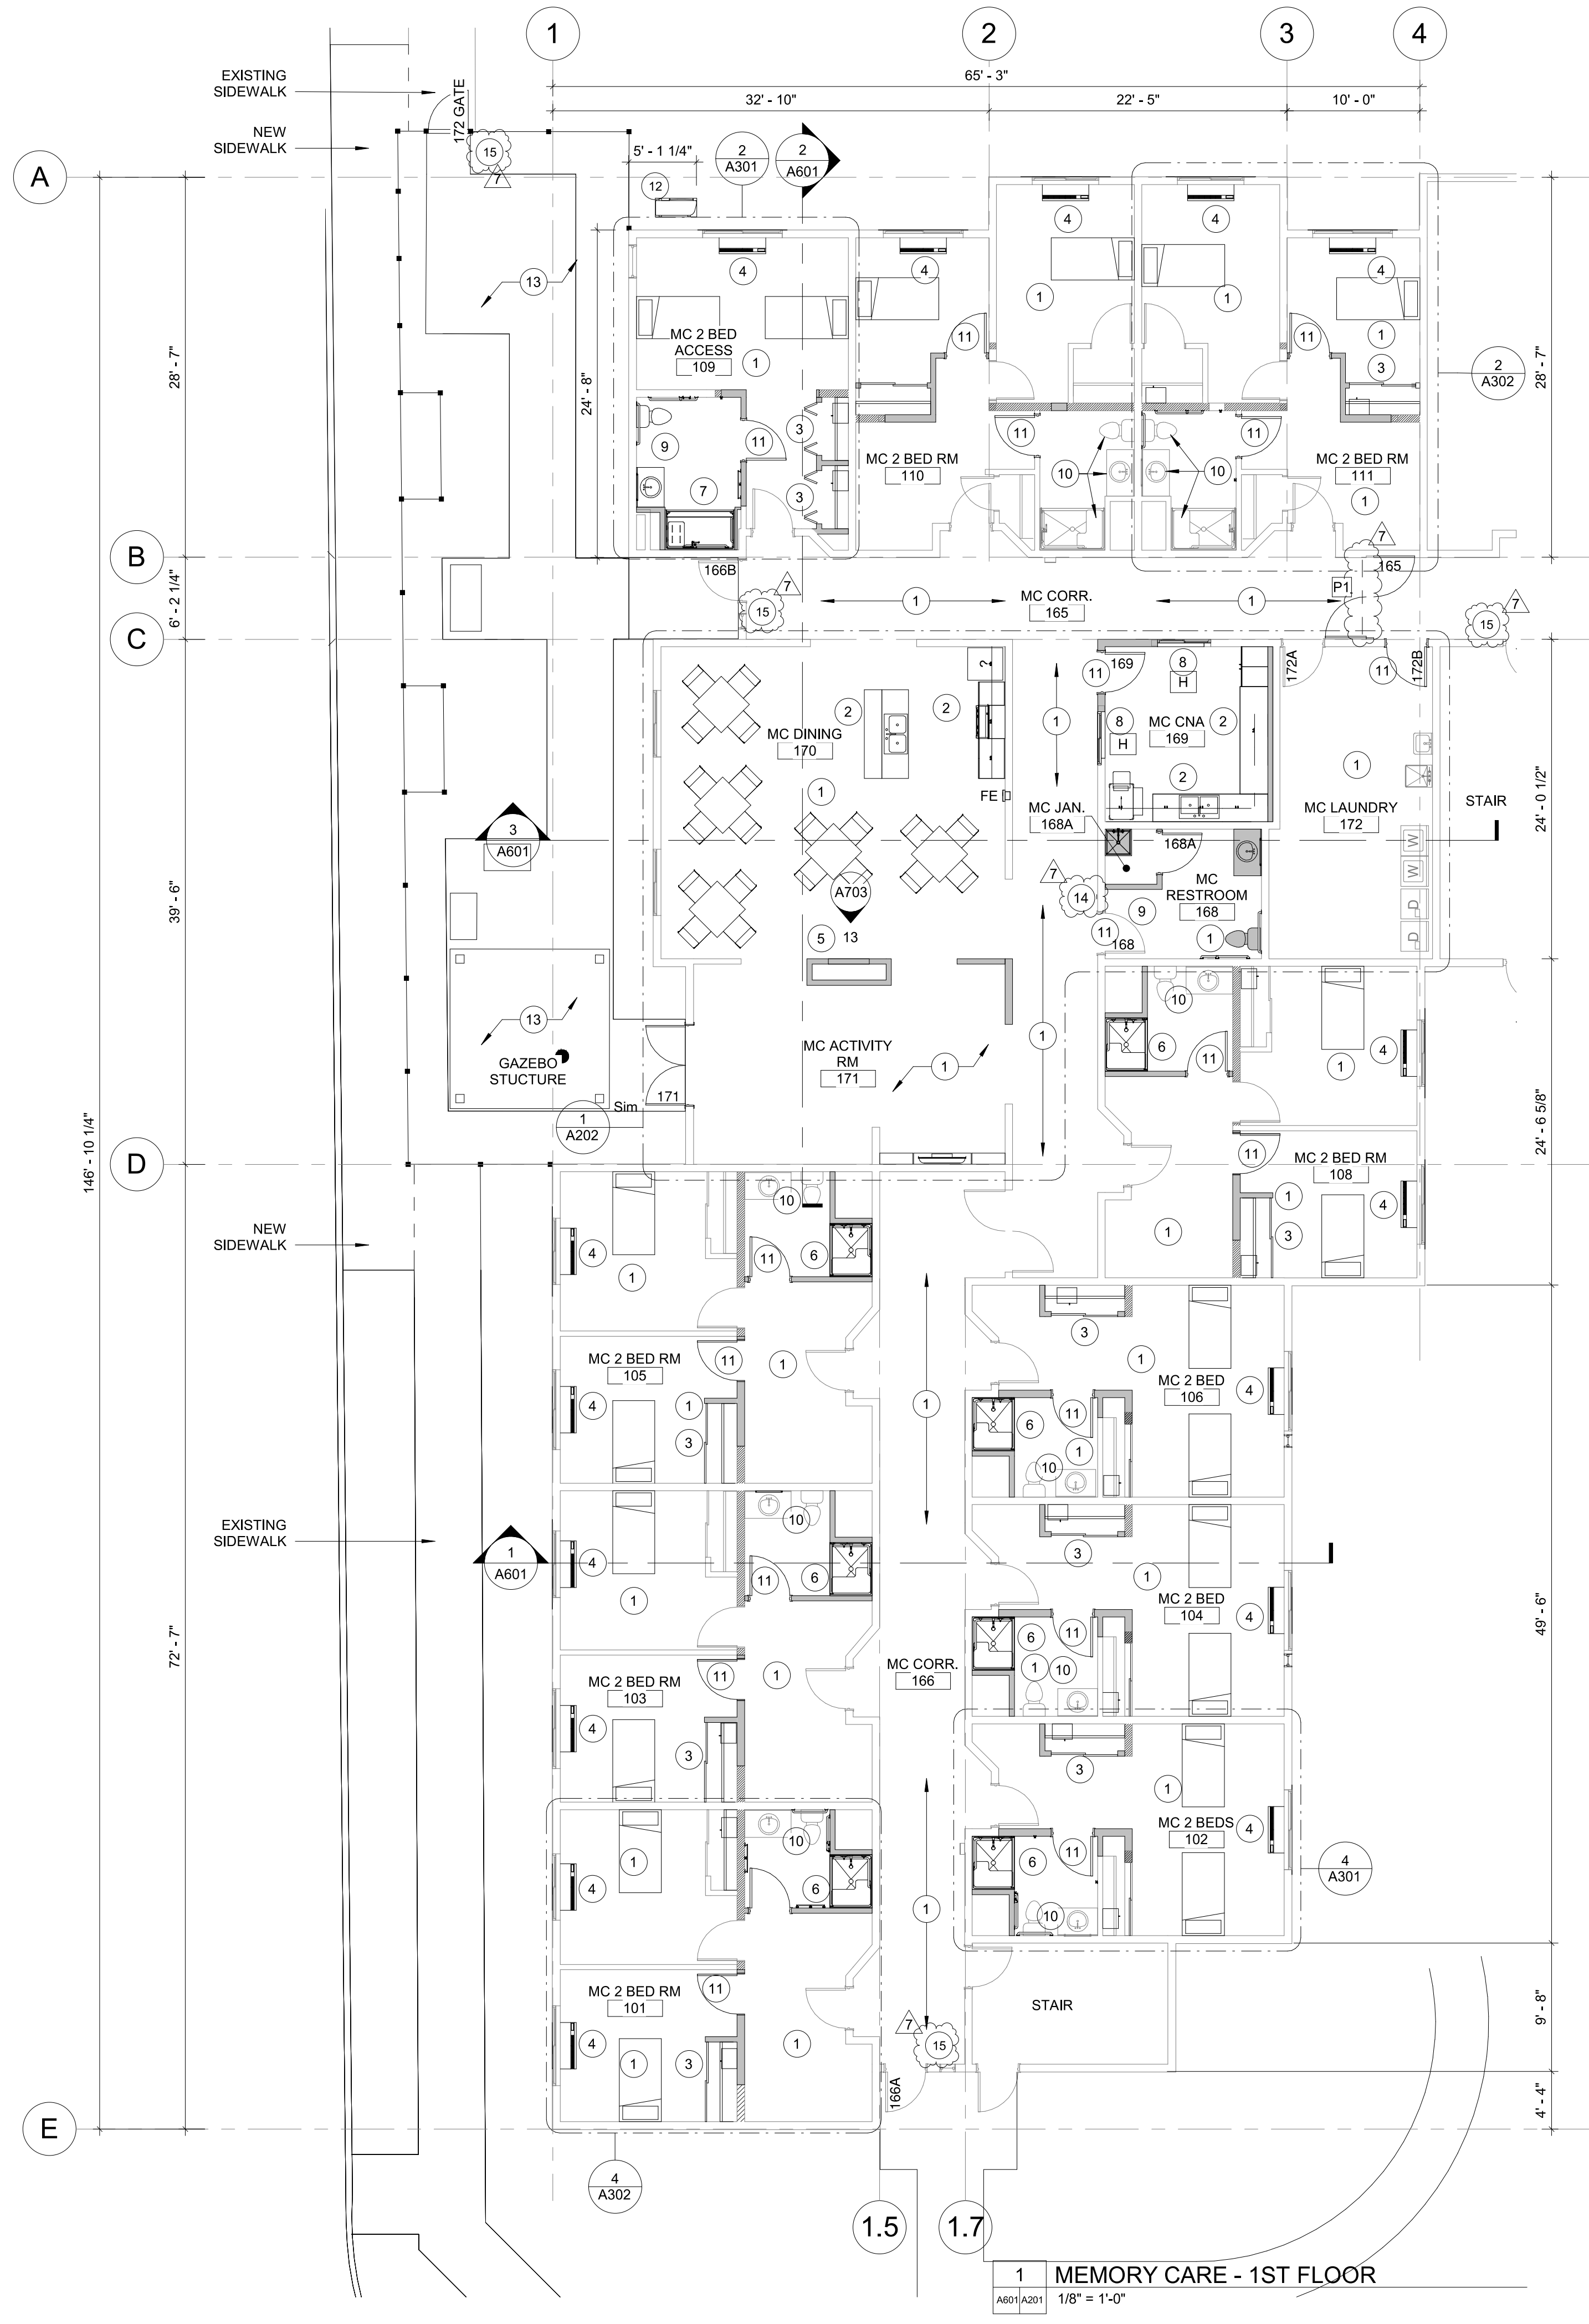 1
2
3
4
65' - 3"
32' - 10"
22' - 5"
10' - 0"
EXISTING
SIDEWALK
172 GATE
NEW
SIDEWALK
15
7
5' - 1 1/4"
2
A301
2
A601
12
A
4
4
4
4
4
13
1
1
1
MC 2 BED
ACCESS
109
1
11
11
3
2
A302
28' - 7"
24' - 8"
28' - 7"
3
11
9
11
11
MC 2 BED RM
110
10
10
MC 2 BED RM
111
1
7
3
B
166B
7
15
1
MC CORR.
165
1
7
165
P1
7
15
6' - 2 1/4"
C
2
11
169
8
H
172A
11
172B
2
2
MC DINING
170
1
8
H
MC CNA
169
2
1
2
1
FE
MC JAN.
168A
MC LAUNDRY
172
STAIR
24' - 0 1/2"
3
A601
168A
W
W
D
D
7
14
MC
RESTROOM
168
9
11
168
1
A703
13
5
39' - 6"
10
13
GAZEBO
STUCTURE
MC ACTIVITY
RM
171
1
1
6
11
1
4
171
Sim
1
A202
24' - 6 5/8"
146' - 10 1/4"
D
11
MC 2 BED RM
108
1
4
3
1
10
NEW
SIDEWALK
4
1
11
6
3
MC 2 BED RM
105
11
1
1
MC 2 BED
106
4
4
1
3
1
6
11
1
10
EXISTING
SIDEWALK
1
A601
4
10
11
6
1
3
1
MC 2 BED
104
4
49' - 6"
72' - 7"
6
11
1
10
MC CORR.
166
MC 2 BED RM
103
11
1
4
3
3
1
MC 2 BEDS
102
4
10
1
4
6
6
11
10
1
4
A301
MC 2 BED RM
101
11
4
1
3
1
7
15
STAIR
9' - 8"
166A
4' - 4"
E
4
A302
1.5
1.7
1
MEMORY CARE - 1ST FLOOR
A601
A201
1/8" = 1'-0"